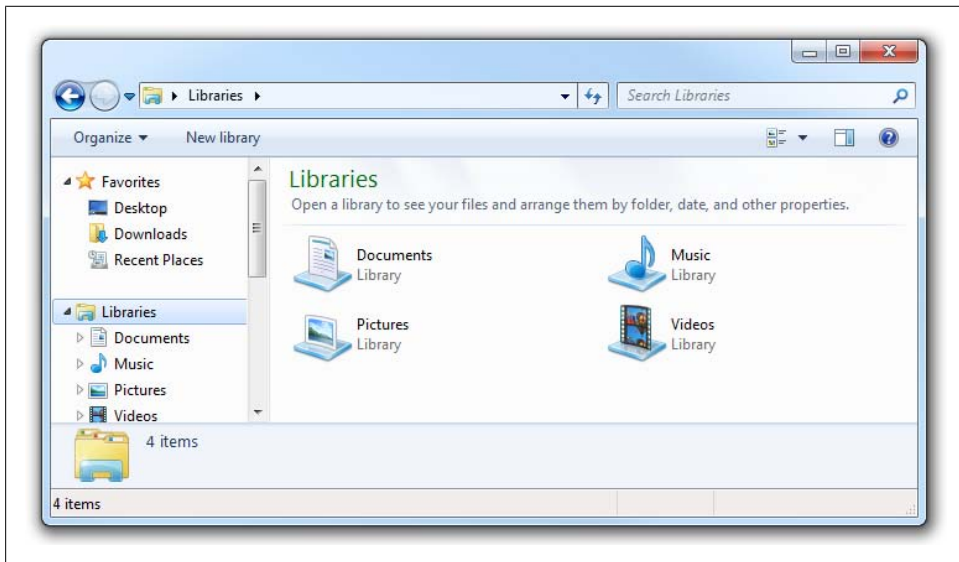 Libraries
Search Libraries
Organize New library
Favorites
Desktop
Downloads
Recent Places
Libraries
Documents
Music
Pictures
Videos
Libraries
Open a library to see your files and arrange them by folder, date, and other properties.
Documents
Library
Music
Library
Pictures
Library
Videos
Library
4 items
4 items